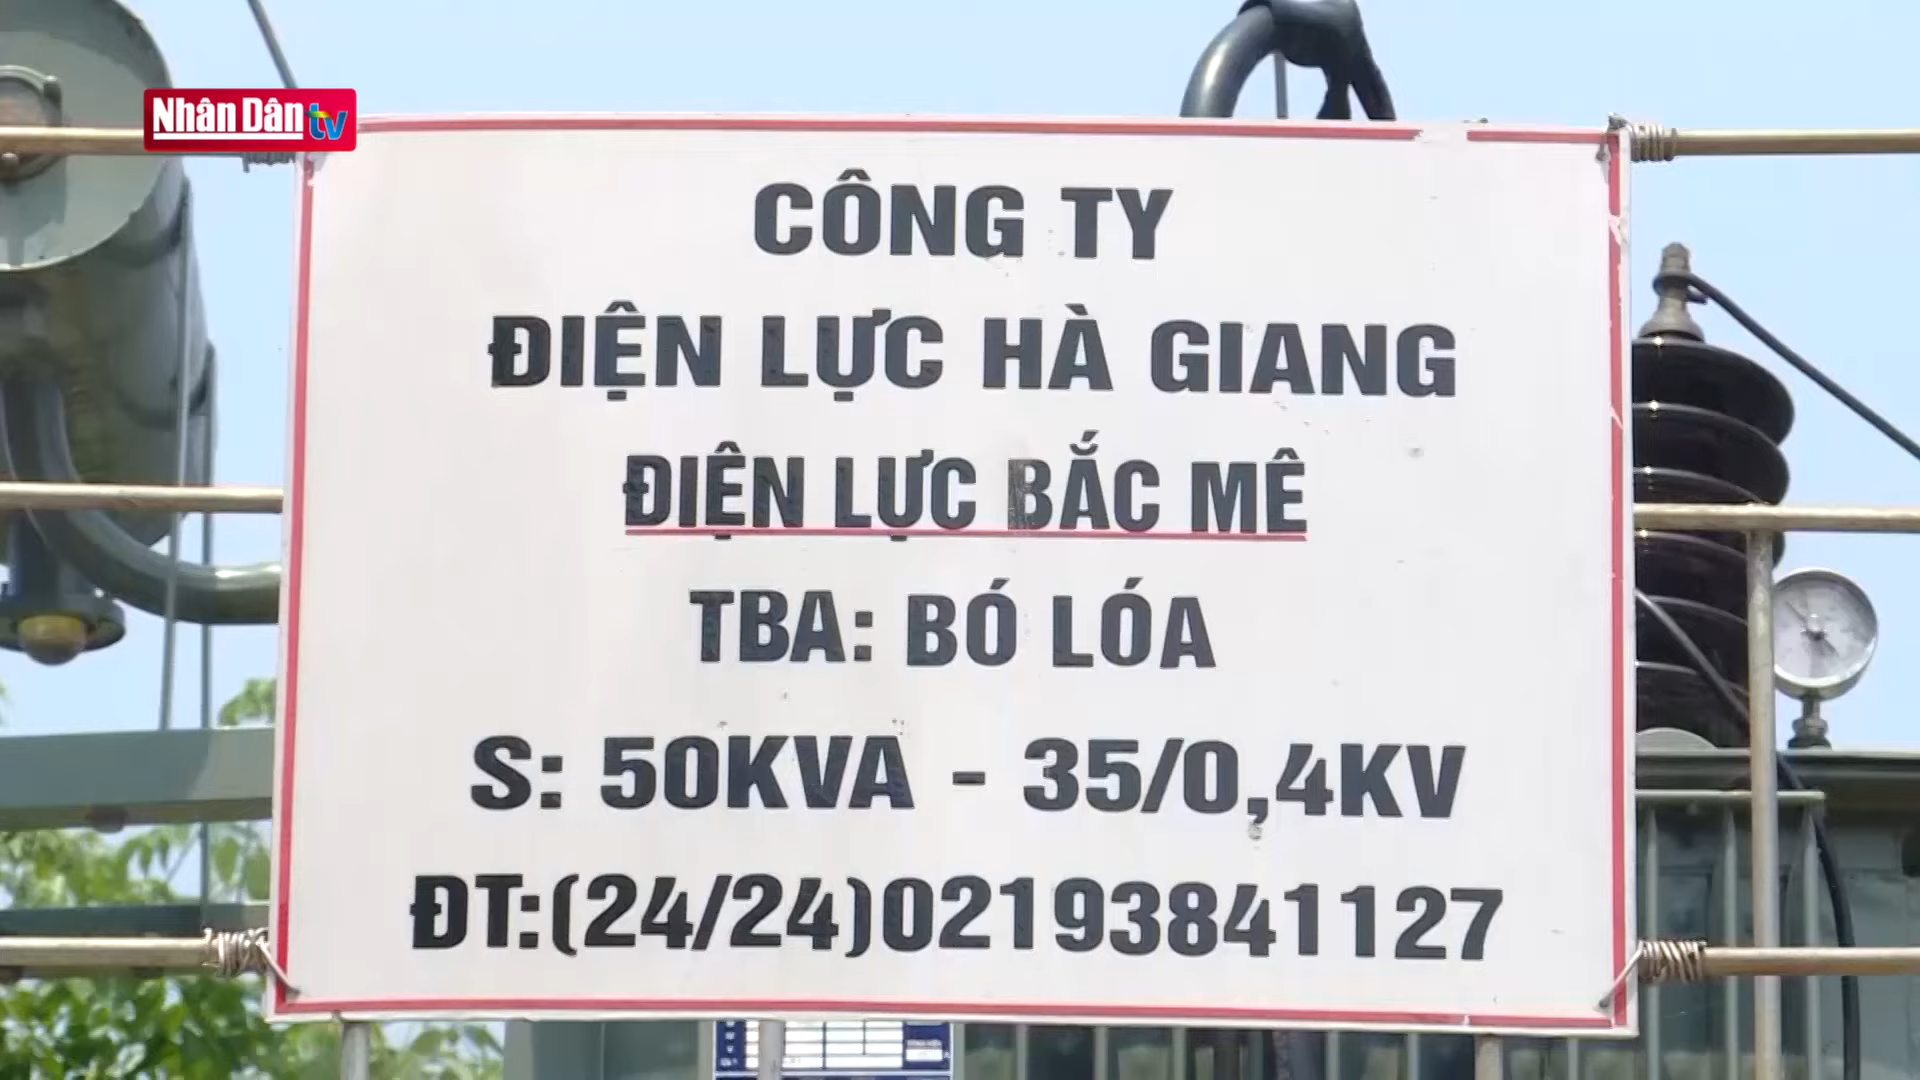 Nhân Dân tv
CÔNG TY
ĐIỆN LỰC HÀ GIANG
ĐIỆN LỰC BẮC MÊ
TBA: BÓ LÓA
S: 50KVA - 35/0,4KV
ĐT:(24/24)02193841127